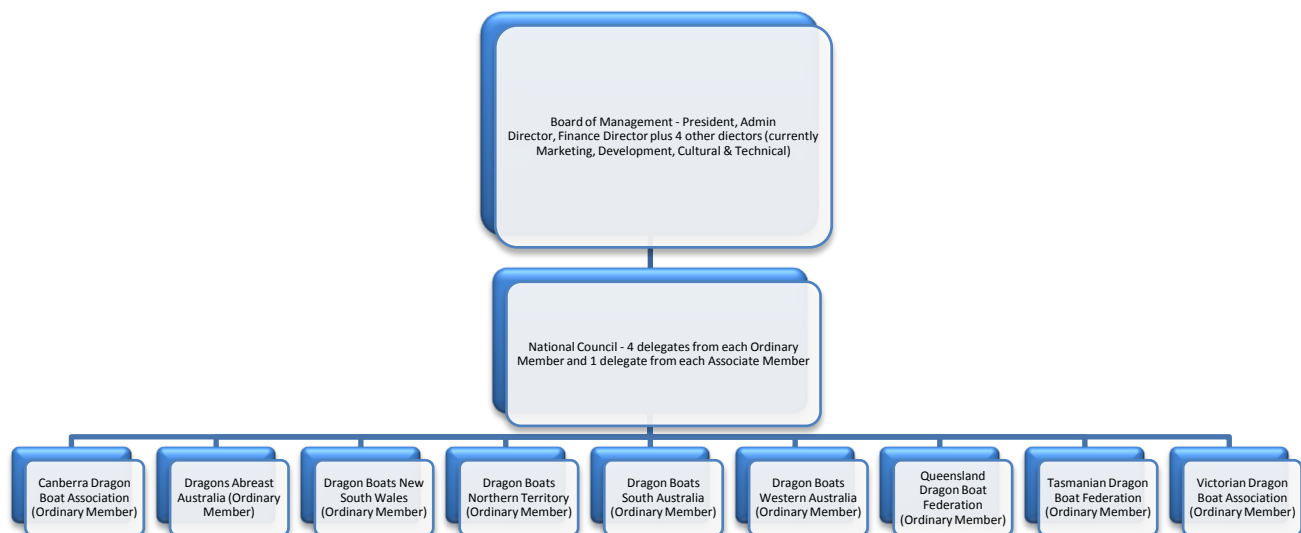 Board of Management - President, Admin
Director, Finance Director plus 4 other diectors (currently
Marketing, Development, Cultural & Technical)
National Council - 4 delegates from each Ordinary
Member and 1 delegate from each Associate Member
Canberra Dragon
Boat Association
(Ordinary Member)
Dragons Abreast
Australia (Ordinary
Member)
Dragon Boats New
South Wales
(Ordinary Member)
Dragon Boats
Northern Territory
(Ordinary Member)
Dragon Boats
South Australia
(Ordinary Member)
Dragon Boats
Western Australia
(Ordinary Member)
Queensland
Dragon Boat
Federation
(Ordinary Member)
Tasmanian Dragon
Boat Federation
(Ordinary Member)
Victorian Dragon
Boat Association
(Ordinary Member)